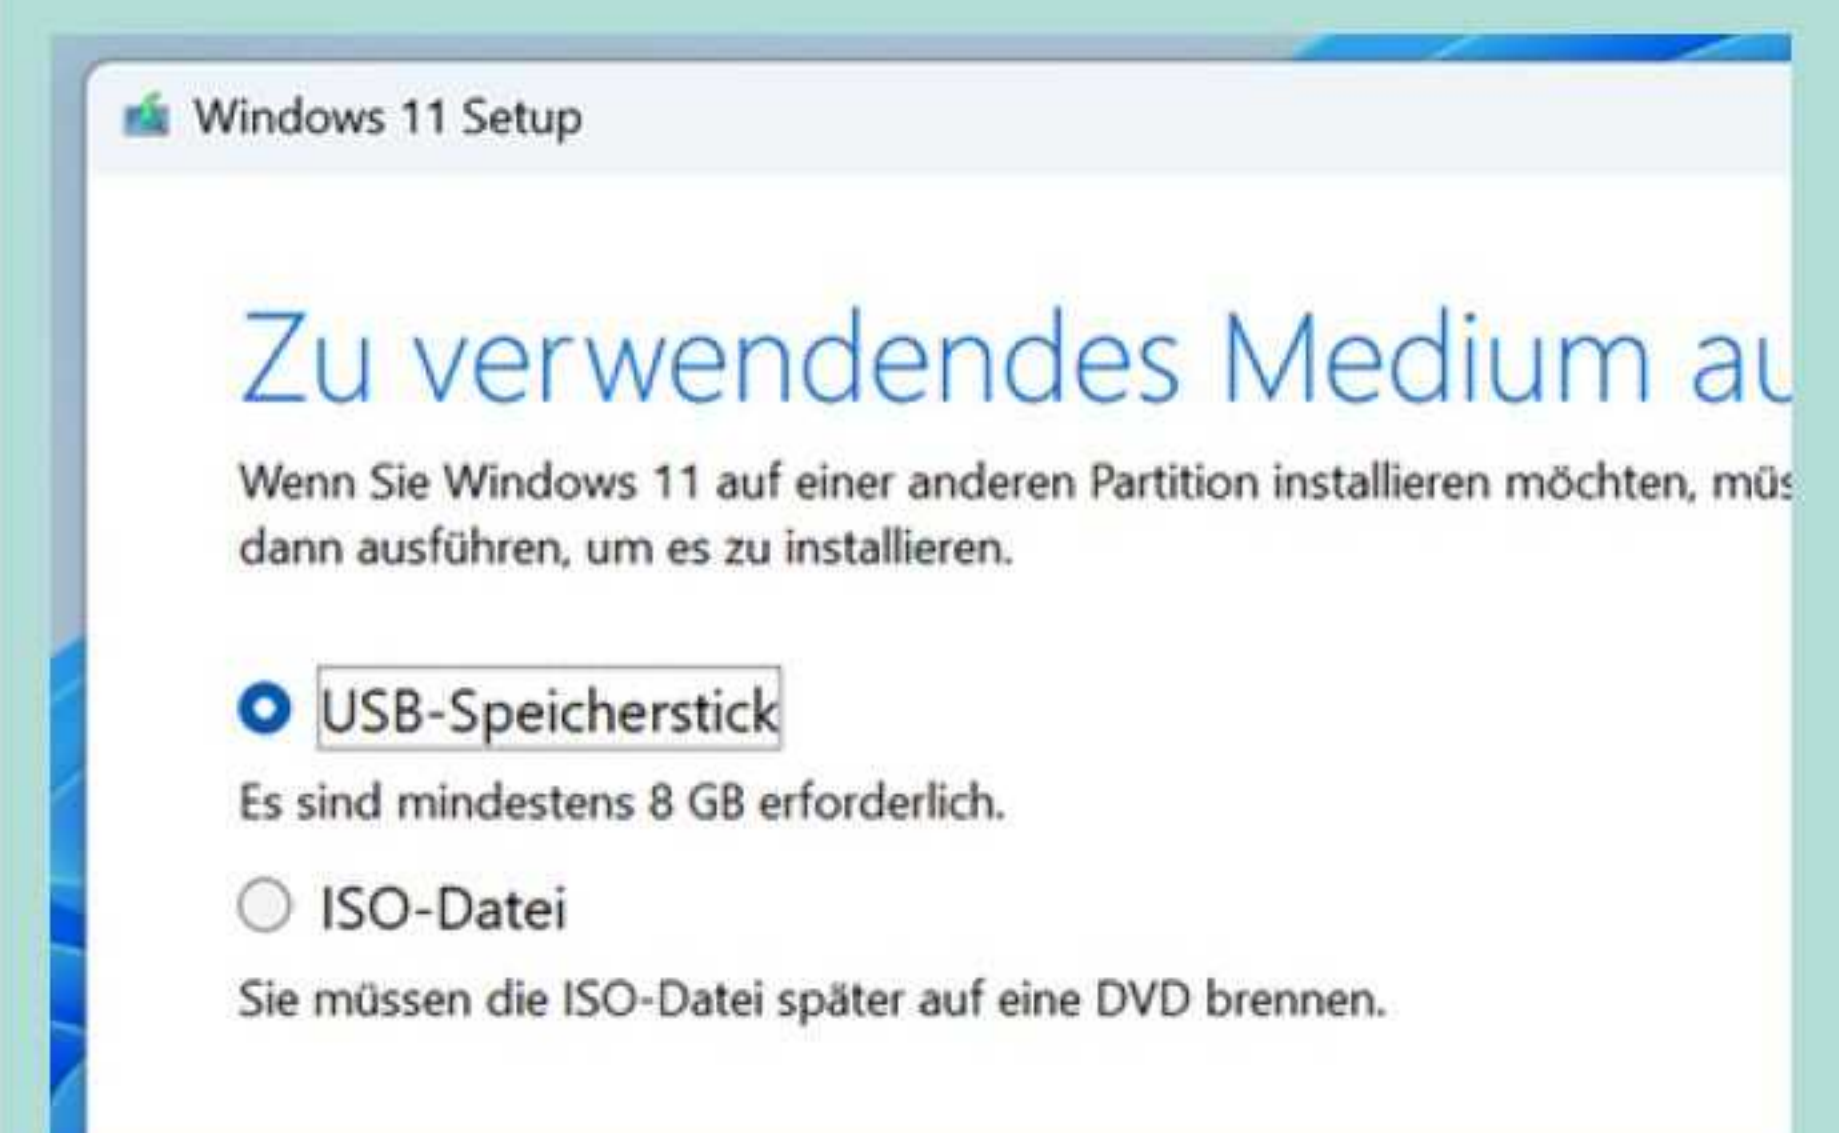 Windows 11 Setup
Zu verwendendes Medium au
Wenn Sie Windows 11 auf einer anderen Partition installieren möchten, müs
dann ausführen, um es zu installieren.
USB-Speicherstick
Es sind mindestens 8 GB erforderlich.
ISO-Datei
Sie müssen die ISO-Datei später auf eine DVD brennen.